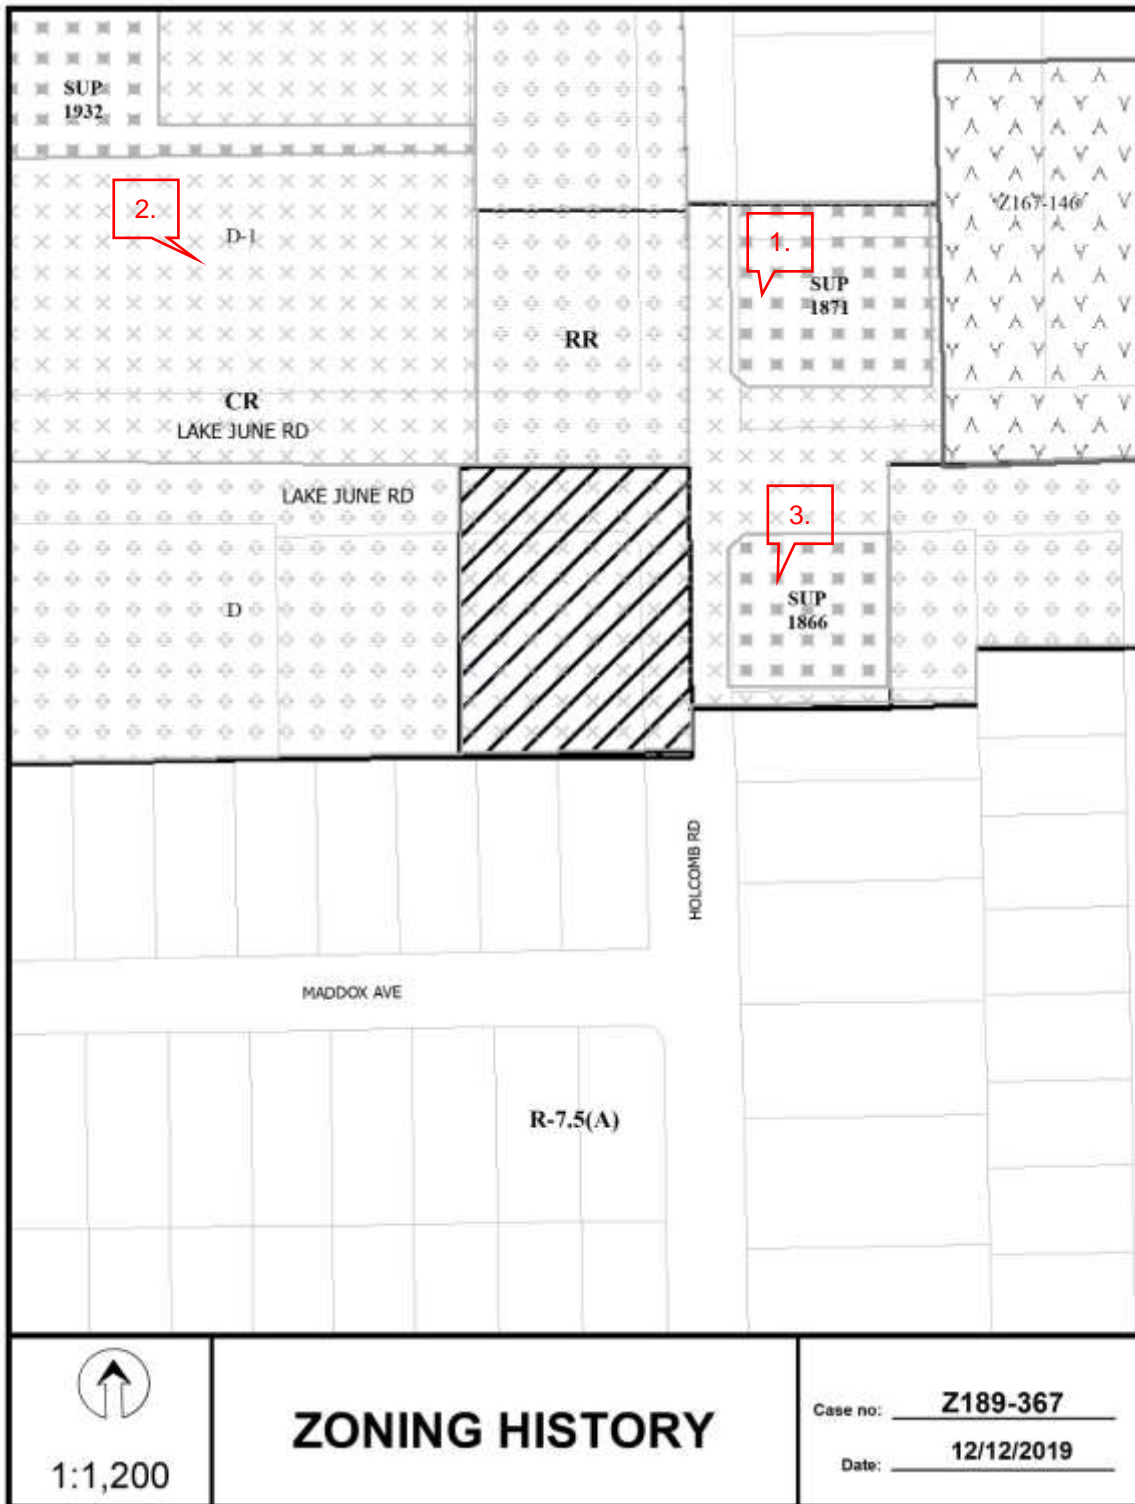 SUP
1932
2.
D-1
1.
Z167-146
SUP
1871
RR
CR
LAKE JUNE RD
LAKE JUNE RD
3.
D
SUP
1866
HOLCOMB RD
MADDOX AVE
R-7.5(A)
1:1,200
ZONING HISTORY
Case no: Z189-367
Date: 12/12/2019